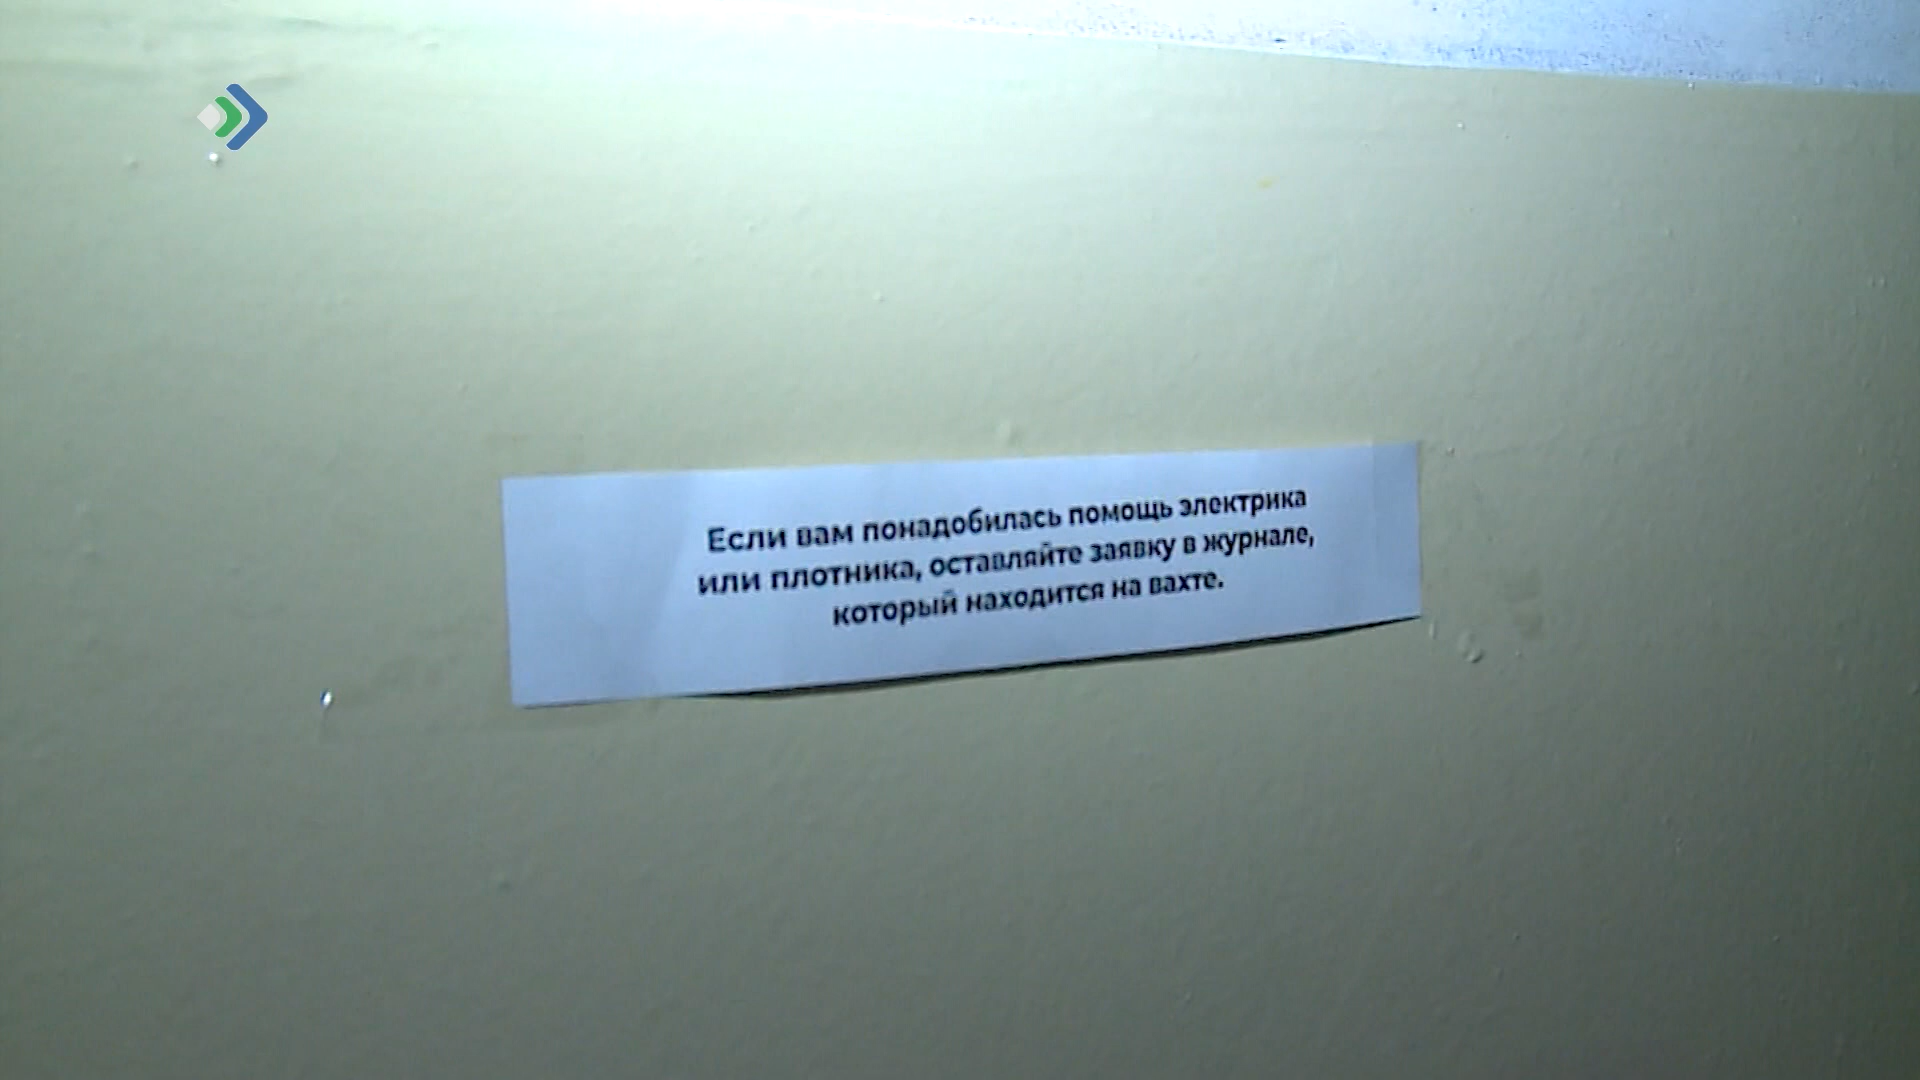 Если вам понадобилась помощь электрика
или плотника, оставляйте заявку в журнале,
который находится на вахте.